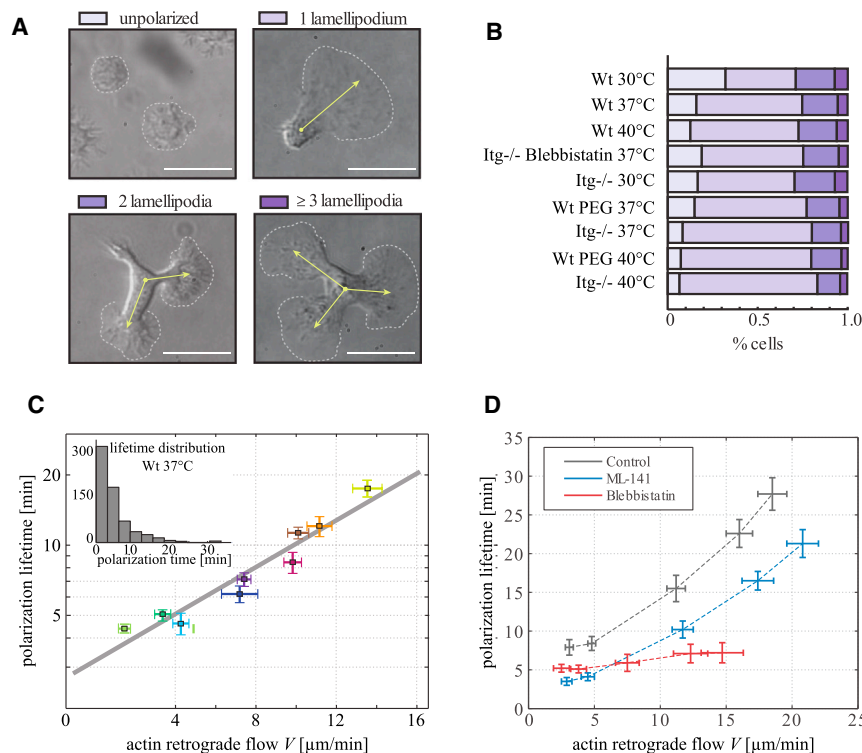 A
unpolarized
1 lamellipodium
2 lamellipodia
≥ 3 lamellipodia
B
Wt 30°C
Wt 37°C
Wt 40°C
Itg-/- Blebbistatin 37°C
Itg-/- 30°C
Wt PEG 37°C
Itg-/- 37°C
Wt PEG 40°C
Itg-/- 40°C
0 0.5 1.0
% cells
C
20
10
5
0 4 8 12 16
polarization lifetime [min]
actin retrograde flow V [µm/min]
lifetime distribution
Wt 37°C
300
150
0
0 10 20 30
polarization time [min]
D
35
30
25
20
15
10
5
0
0 5 10 15 20 25
polarization lifetime [min]
actin retrograde flow V [µm/min]
Control
ML-141
Blebbistatin